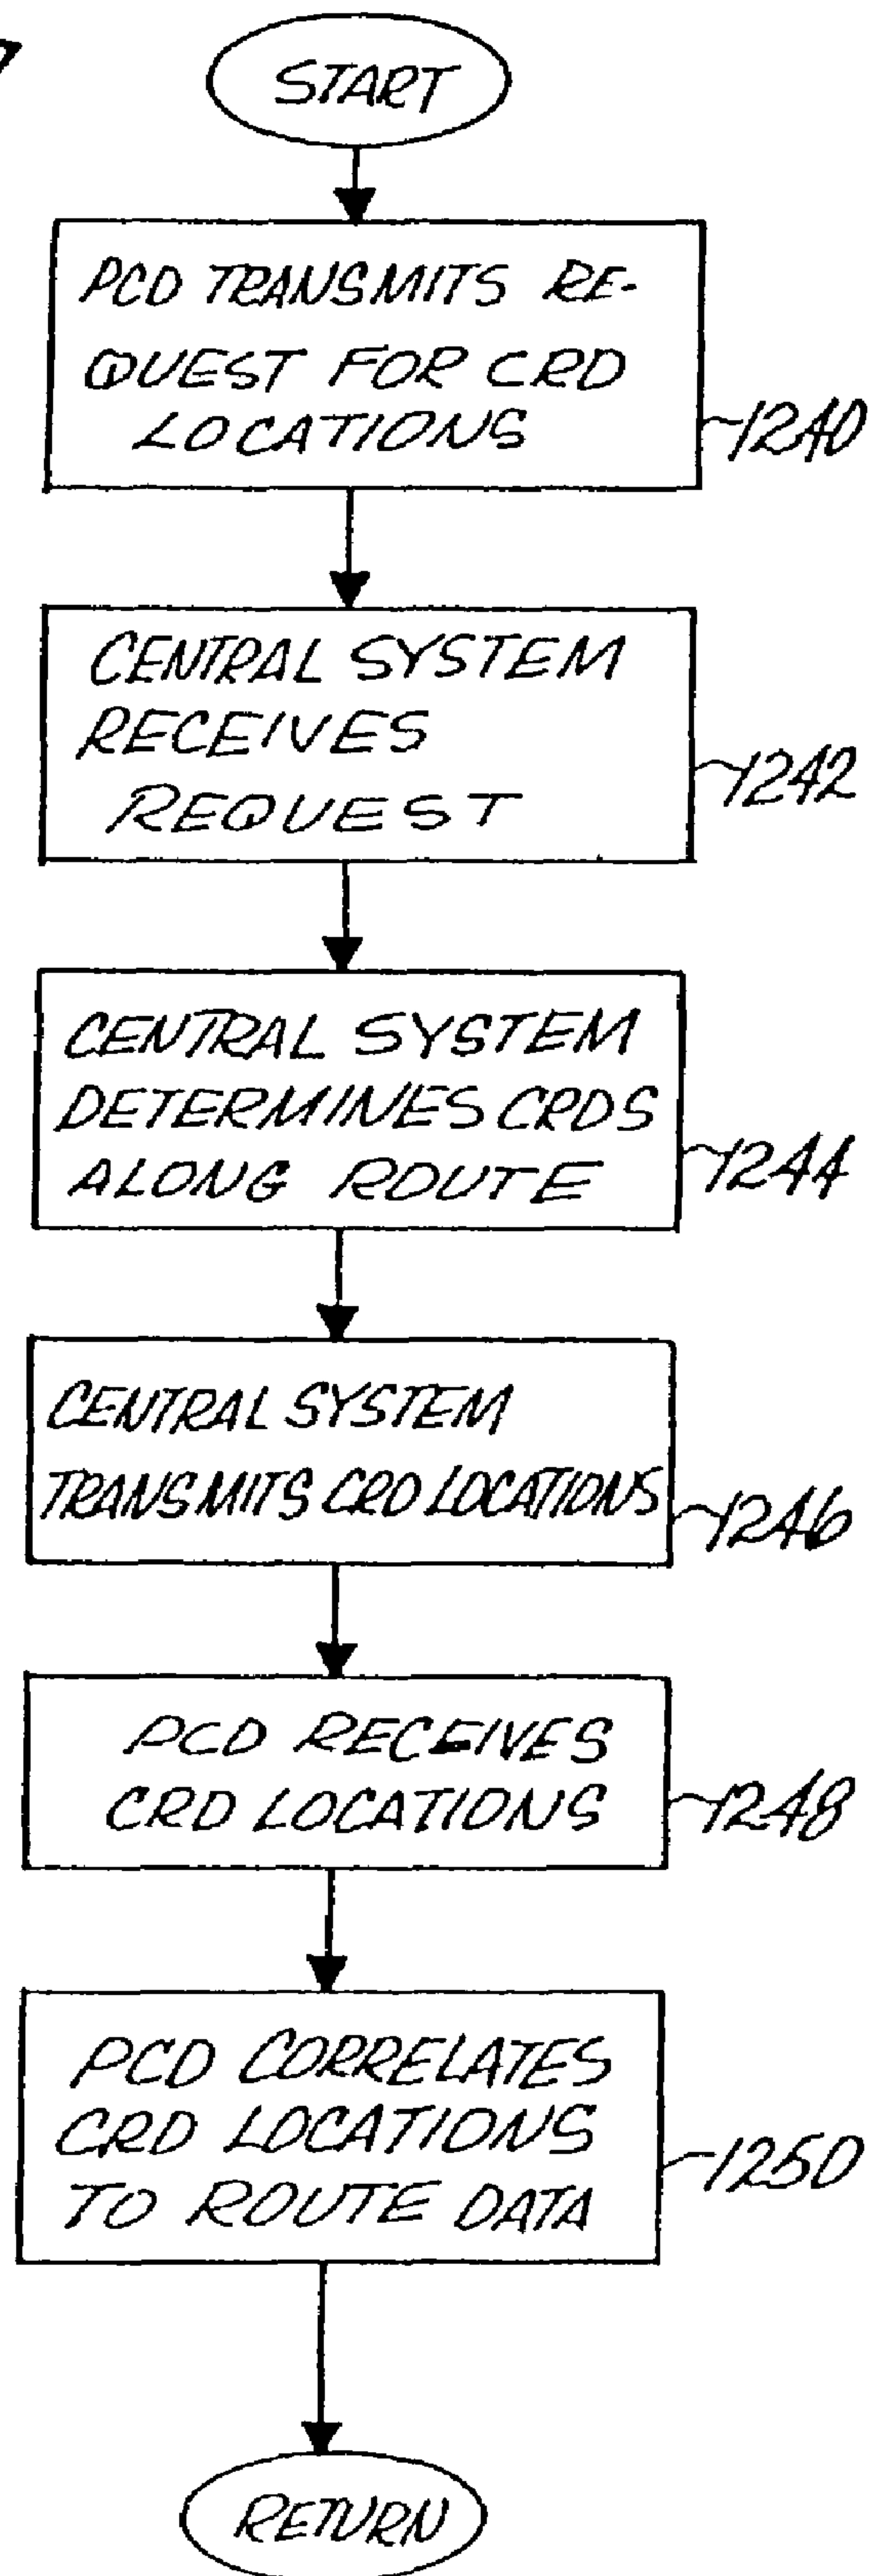 START
PCD TRANSMITS RE-
QUEST FOR CRD
LOCATIONS
1240
CENTRAL SYSTEM
RECEIVES
REQUEST
1242
CENTRAL SYSTEM
DETERMINES CRDS
ALONG ROUTE
1244
CENTRAL SYSTEM
TRANSMITS CRD LOCATIONS
1246
PCD RECEIVES
CRD LOCATIONS
1248
PCD CORRELATES
CRD LOCATIONS
TO ROUTE DATA
1250
RETURN